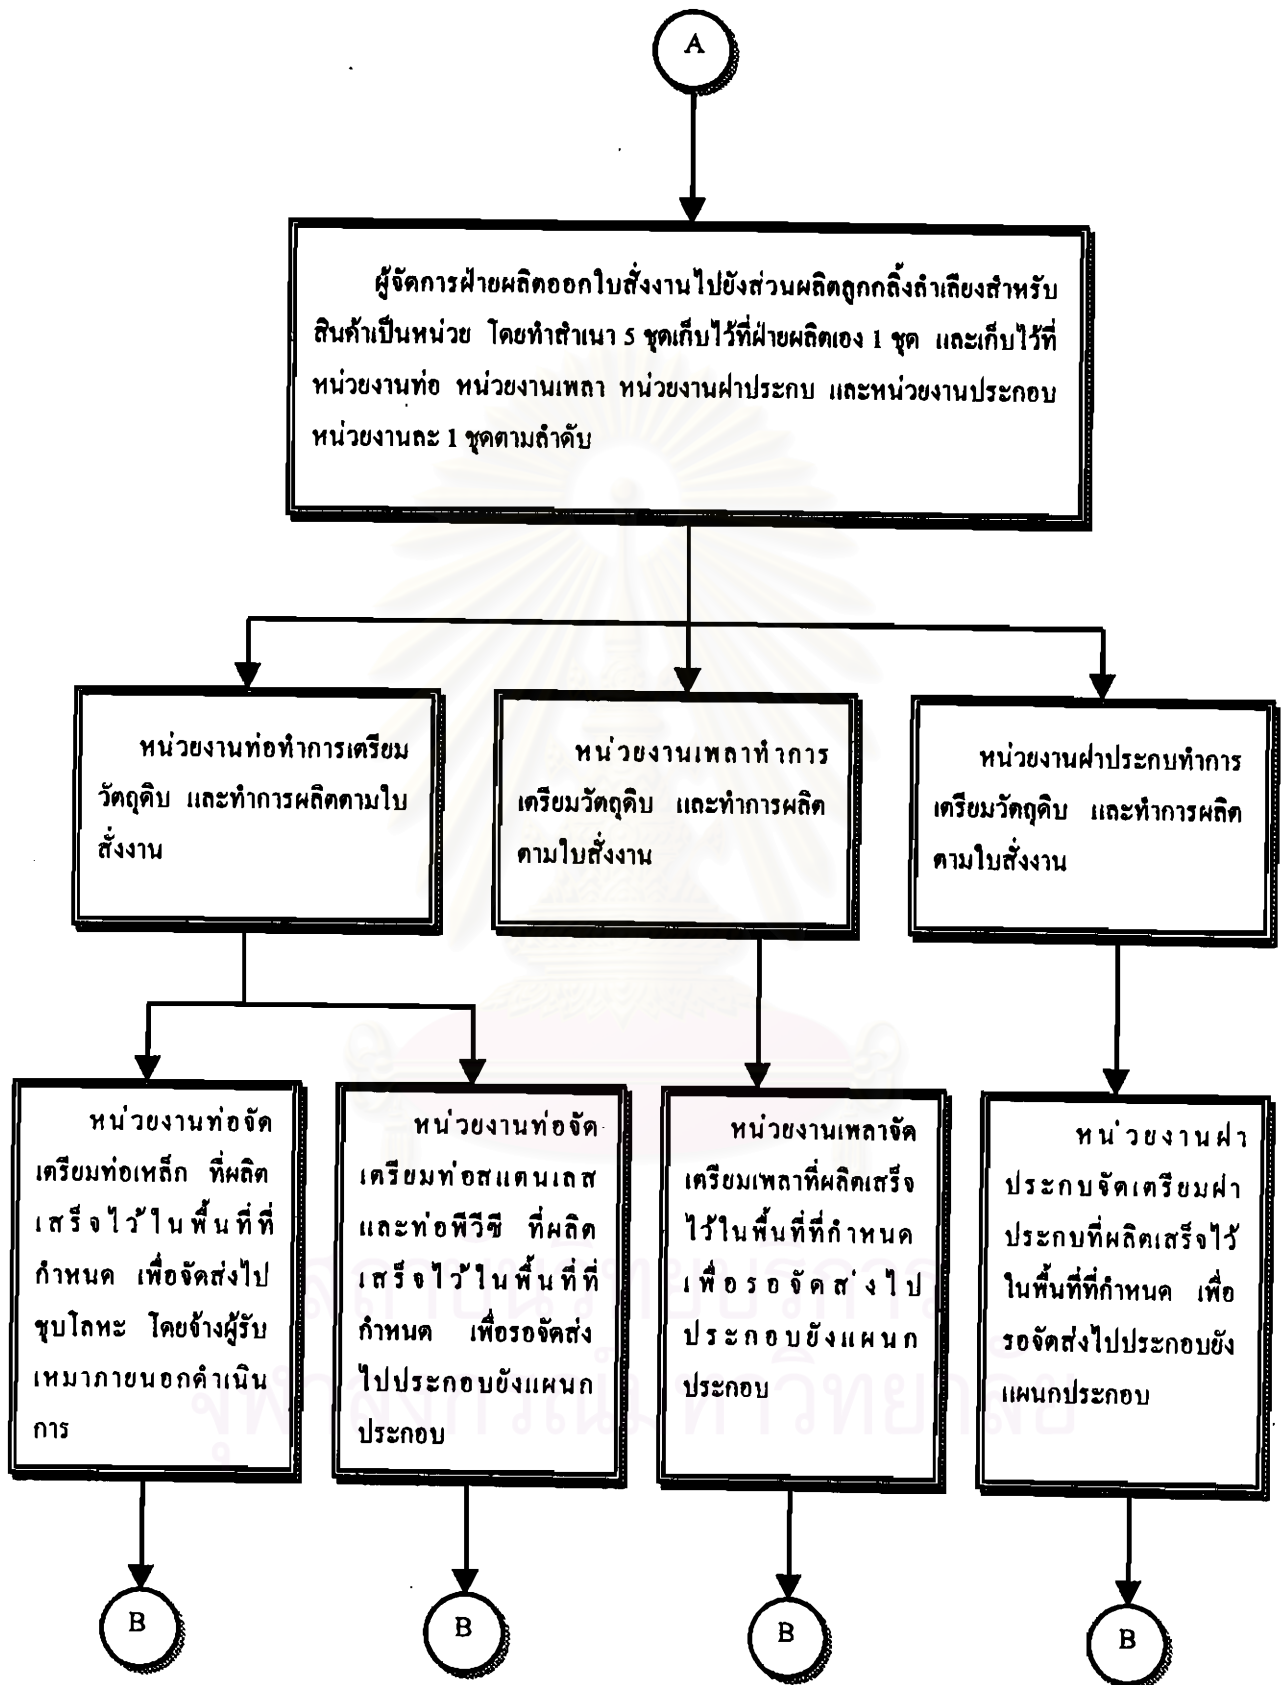 A
ผู้จัดการฝ่ายผลิตออกใบสั่งงานไปยังส่วนผลิตลูกกลิ้งลำเลียงสำหรับ
สินค้าเป็นหน่วย โดยทำสำเนา 5 ชุดเก็บไว้ที่ฝ่ายผลิตเอง 1 ชุด และเก็บไว้ที่
หน่วยงานท่อ หน่วยงานเพลา หน่วยงานฝาประกบ และหน่วยงานประกอบ
หน่วยงานละ 1 ชุดตามลำดับ
หน่วยงานท่อทำการเตรียม
วัตถุดิบ และทำการผลิตตามใบ
สั่งงาน
หน่วยงานเพลาทำการ
เตรียมวัตถุดิบ และทำการผลิต
ตามใบสั่งงาน
หน่วยงานฝาประกบทำการ
เตรียมวัตถุดิบ และทำการผลิต
ตามใบสั่งงาน
หน่วยงานท่อจัด
เตรียมท่อเหล็ก ที่ผลิต
เสร็จไว้ในพื้นที่ที่
กำหนด เพื่อจัดส่งไป
ชุบโลหะ โดยจ้างผู้รับ
เหมาภายนอกดำเนิน
การ
หน่วยงานท่อจัด
เตรียมท่อสแตนเลส
และท่อพีวีซี ที่ผลิต
เสร็จไว้ในพื้นที่ที่
กำหนด เพื่อรอจัดส่ง
ไปประกอบยังแผนก
ประกอบ
หน่วยงานเพลาจัด
เตรียมเพลาที่ผลิตเสร็จ
ไว้ในพื้นที่ที่กำหนด
เพื่อรอจัดส่งไป
ประกอบยังแผนก
ประกอบ
หน่วยงานฝา
ประกบจัดเตรียมฝา
ประกบที่ผลิตเสร็จไว้
ในพื้นที่ที่กำหนด เพื่อ
รอจัดส่งไปประกอบยัง
แผนกประกอบ
สถาบันวิทยบริการ
จุฬาลงกรณ์มหาวิทยาลัย
B
B
B
B